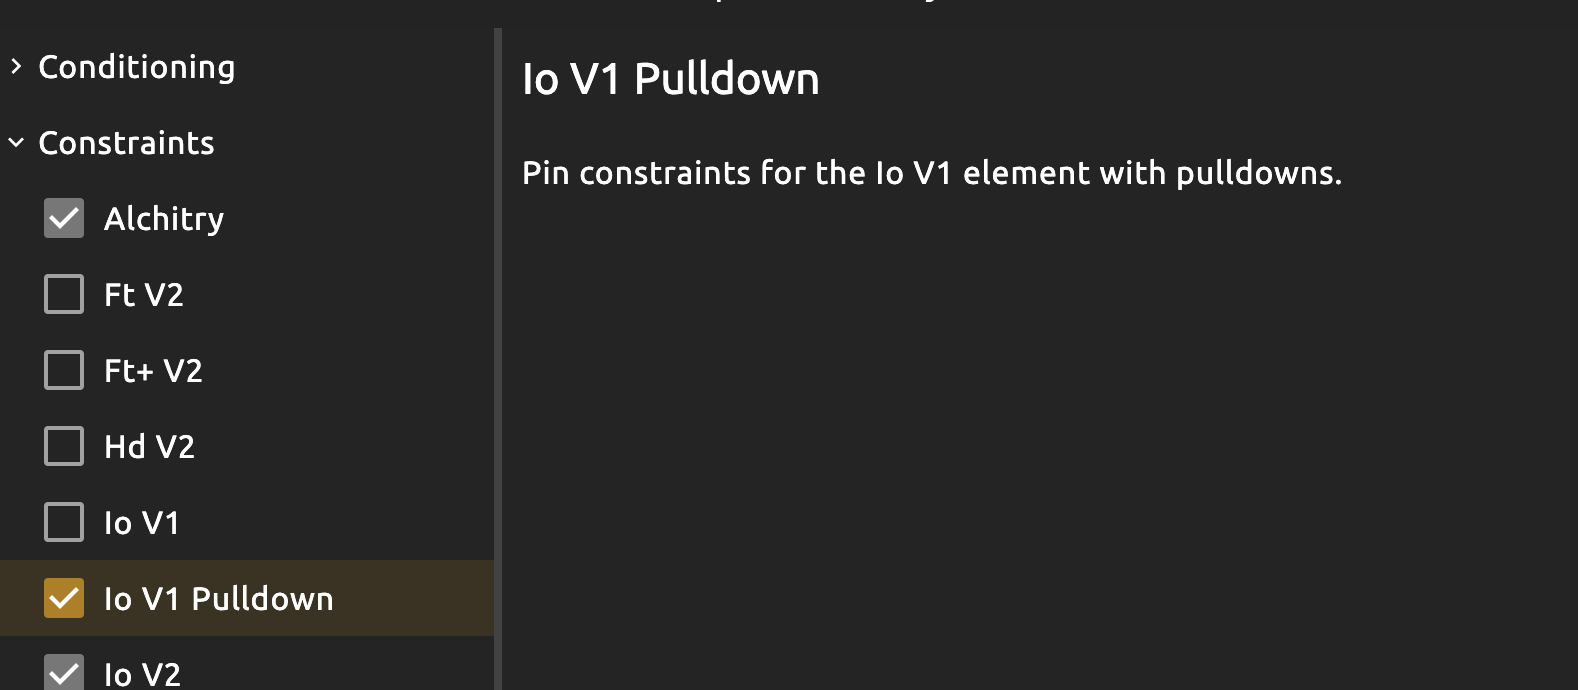 Conditioning
Constraints
Alchitry
Ft V2
Ft+ V2
Hd V2
Io V1
Io V1 Pulldown
Io V2
Io V1 Pulldown
Pin constraints for the Io V1 element with pulldowns.